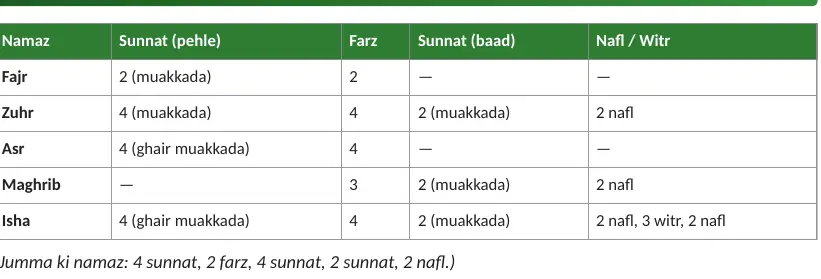 Namaz Sunnat (pehle) Farz Sunnat (baad) Nafl / Witr
Fajr 2 (muakkada) 2 — —
Zuhr 4 (muakkada) 4 2 (muakkada) 2 nafl
Asr 4 (ghair muakkada) 4 — —
Maghrib — 3 2 (muakkada) 2 nafl
Isha 4 (ghair muakkada) 4 2 (muakkada) 2 nafl, 3 witr, 2 nafl
Jumma ki namaz: 4 sunnat, 2 farz, 4 sunnat, 2 sunnat, 2 nafl.)